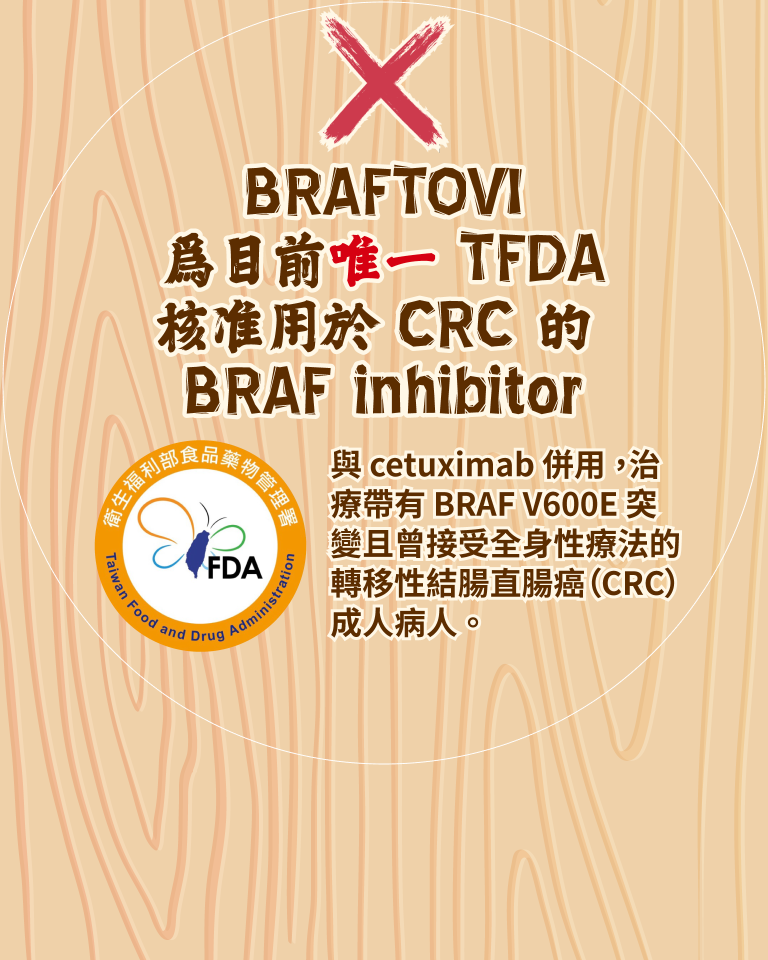 BRAFTOVI
為目前唯一 TFDA
核准用於 CRC 的
BRAF inhibitor
衛生福利部食品藥物管理署
FDA
Taiwan Food and Drug Administration
與 cetuximab 併用，治
療帶有 BRAF V600E 突
變且曾接受全身性療法的
轉移性結腸直腸癌（CRC）
成人病人。